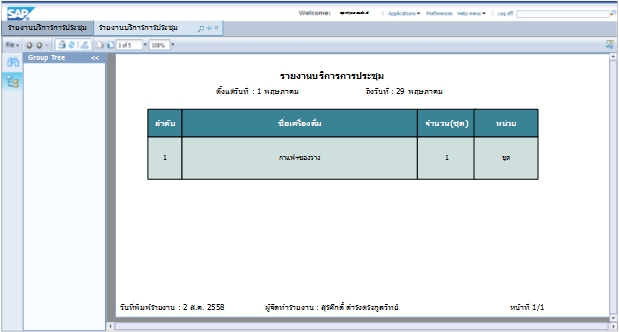 SAP
Welcome: | Applications Preferences Help menu | Log off
รายงานบริการการประชุม รายงานบริการการประชุม
File 1 of 1 100%
Group Tree <<
รายงานบริการการประชุม
ตั้งแต่วันที่ : 1 พฤษภาคม ถึงวันที่ : 29 พฤษภาคม
ลำดับ ชื่อเครื่องดื่ม จำนวน(ชุด) หน่วย
1 กาแฟ+ของว่าง 1 ชุด
วันที่พิมพ์รายงาน : 2 ส.ค. 2558 ผู้จัดทำรายงาน : สุรศักดิ์ ดำรงตระกูลวิทย์ หน้าที่ 1/1